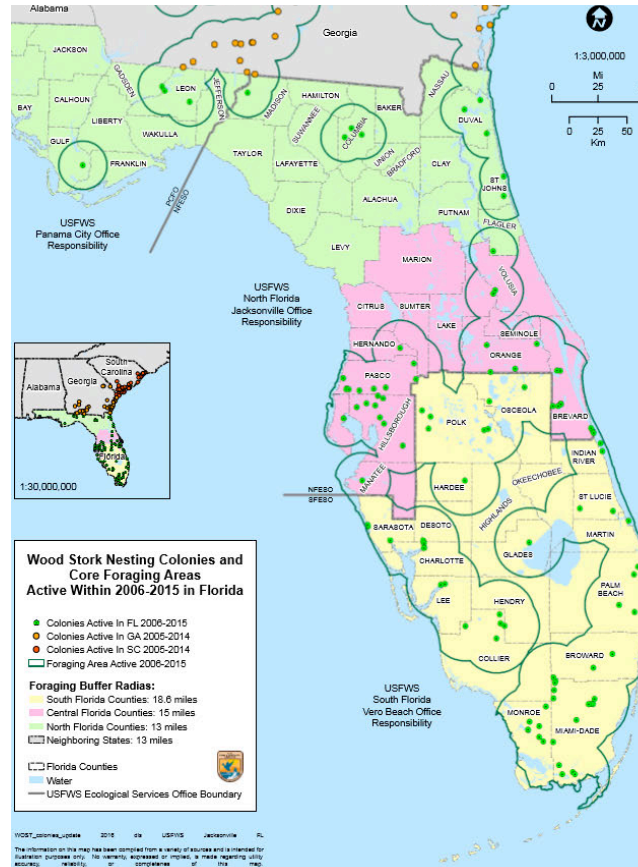 Alabama
Georgia
1:3,000,000
Mi
0 25
0 25 50
Km
JACKSON
GADSDEN
LEON
JEFFERSON
MADISON
HAMILTON
NASSAU
BAKER
DUVAL
BAY
CALHOUN
LIBERTY
WAKULLA
SUWANNEE
COLUMBIA
GULF
FRANKLIN
TAYLOR
LAFAYETTE
UNION
BRADFORD
CLAY
ST JOHNS
PCFO
NFESO
DIXIE
ALACHUA
PUTNAM
FLAGLER
USFWS
Panama City Office
Responsibility
LEVY
MARION
VOLUSIA
USFWS
North Florida
Jacksonville Office
Responsibility
CITRUS
SUMTER
LAKE
SEMINOLE
HERNANDO
ORANGE
PASCO
OSCEOLA
BREVARD
POLK
HILLSBOROUGH
INDIAN
RIVER
South
Carolina
Alabama
Georgia
Florida
1:30,000,000
MANATEE
HARDEE
OKEECHOBEE
HIGHLANDS
ST LUCIE
NFESO
SFESO
SARASOTA
DESOTO
MARTIN
CHARLOTTE
GLADES
PALM
BEACH
LEE
HENDRY
COLLIER
BROWARD
MONROE
MIAMI-DADE
USFWS
South Florida
Vero Beach Office
Responsibility
Wood Stork Nesting Colonies and
Core Foraging Areas
Active Within 2006-2015 in Florida
Colonies Active In FL 2006-2015
Colonies Active In GA 2005-2014
Colonies Active In SC 2005-2014
Foraging Area Active 2006-2015
Foraging Buffer Radias:
South Florida Counties: 18.6 miles
Central Florida Counties: 15 miles
North Florida Counties: 13 miles
Neighboring States: 13 miles
Florida Counties
Water
USFWS Ecological Services Office Boundary
WOST_colonies_update 2016 dis USFWS Jacksonville FL
The information on this map has been compiled from a variety of sources and is intended for
illustration purposes only. No warranty, expressed or implied, is made regarding utility
accuracy, reliability, or completeness of this map.